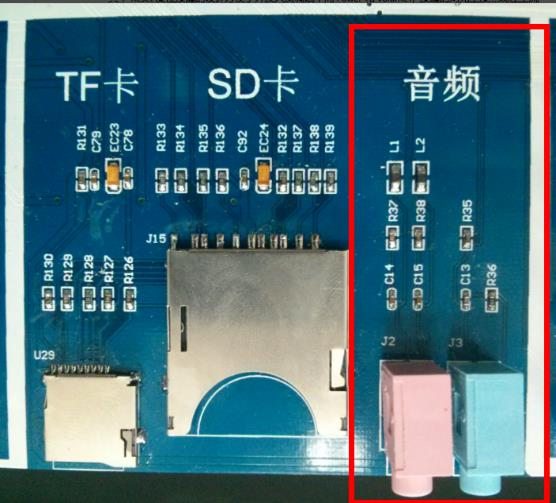 TF卡 SD卡 音频
R131 C79 EC23 C78 R133 R134 R135 R136 C92 EC24 R132 R137 R138 R139 L1 L2
R37 R38 R35
J15
R130 R129 R128 R127 R126 C14 C15 C13 R36
U29 J2 J3